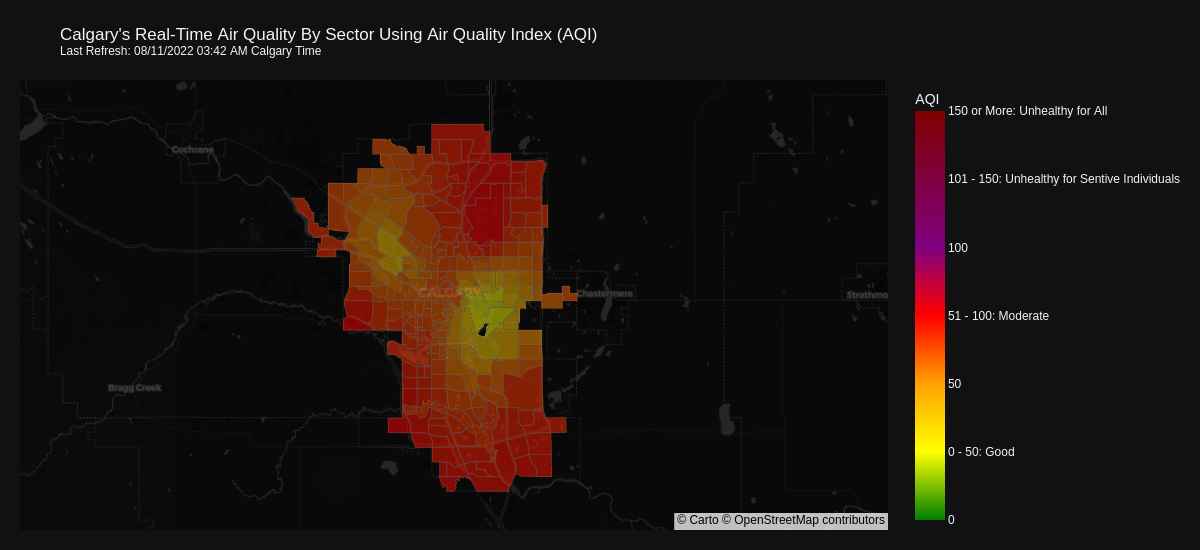 Calgary's Real-Time Air Quality By Sector Using Air Quality Index (AQI)
Last Refresh: 08/11/2022 03:42 AM Calgary Time
AQI
150 or More: Unhealthy for All
101 - 150: Unhealthy for Sentive Individuals
100
51 - 100: Moderate
50
0 - 50: Good
0
Cochrane
CALGARY
Chestermere
Strathmo
Bragg Creek
© Carto © OpenStreetMap contributors